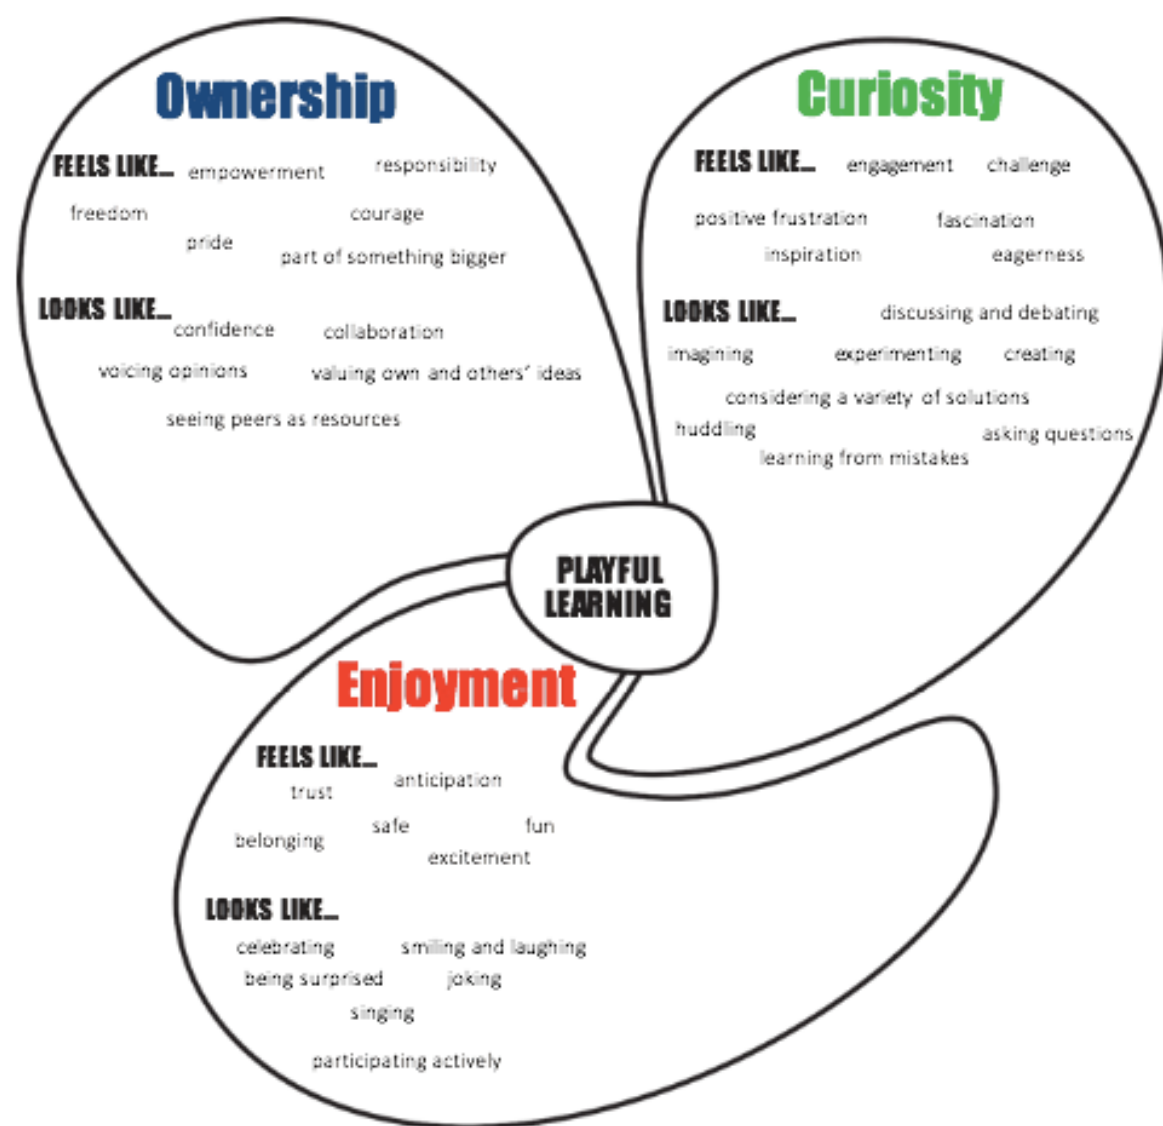 Ownership
FEELS LIKE... empowerment responsibility
freedom courage
pride part of something bigger
LOOKS LIKE... confidence collaboration
voicing opinions valuing own and others' ideas
seeing peers as resources
Curiosity
FEELS LIKE... engagement challenge
positive frustration fascination
inspiration eagerness
LOOKS LIKE... discussing and debating
imagining experimenting creating
considering a variety of solutions
huddling asking questions
learning from mistakes
PLAYFUL
LEARNING
Enjoyment
FEELS LIKE...
trust anticipation
belonging safe fun
excitement
LOOKS LIKE...
celebrating smiling and laughing
being surprised joking
singing
participating actively